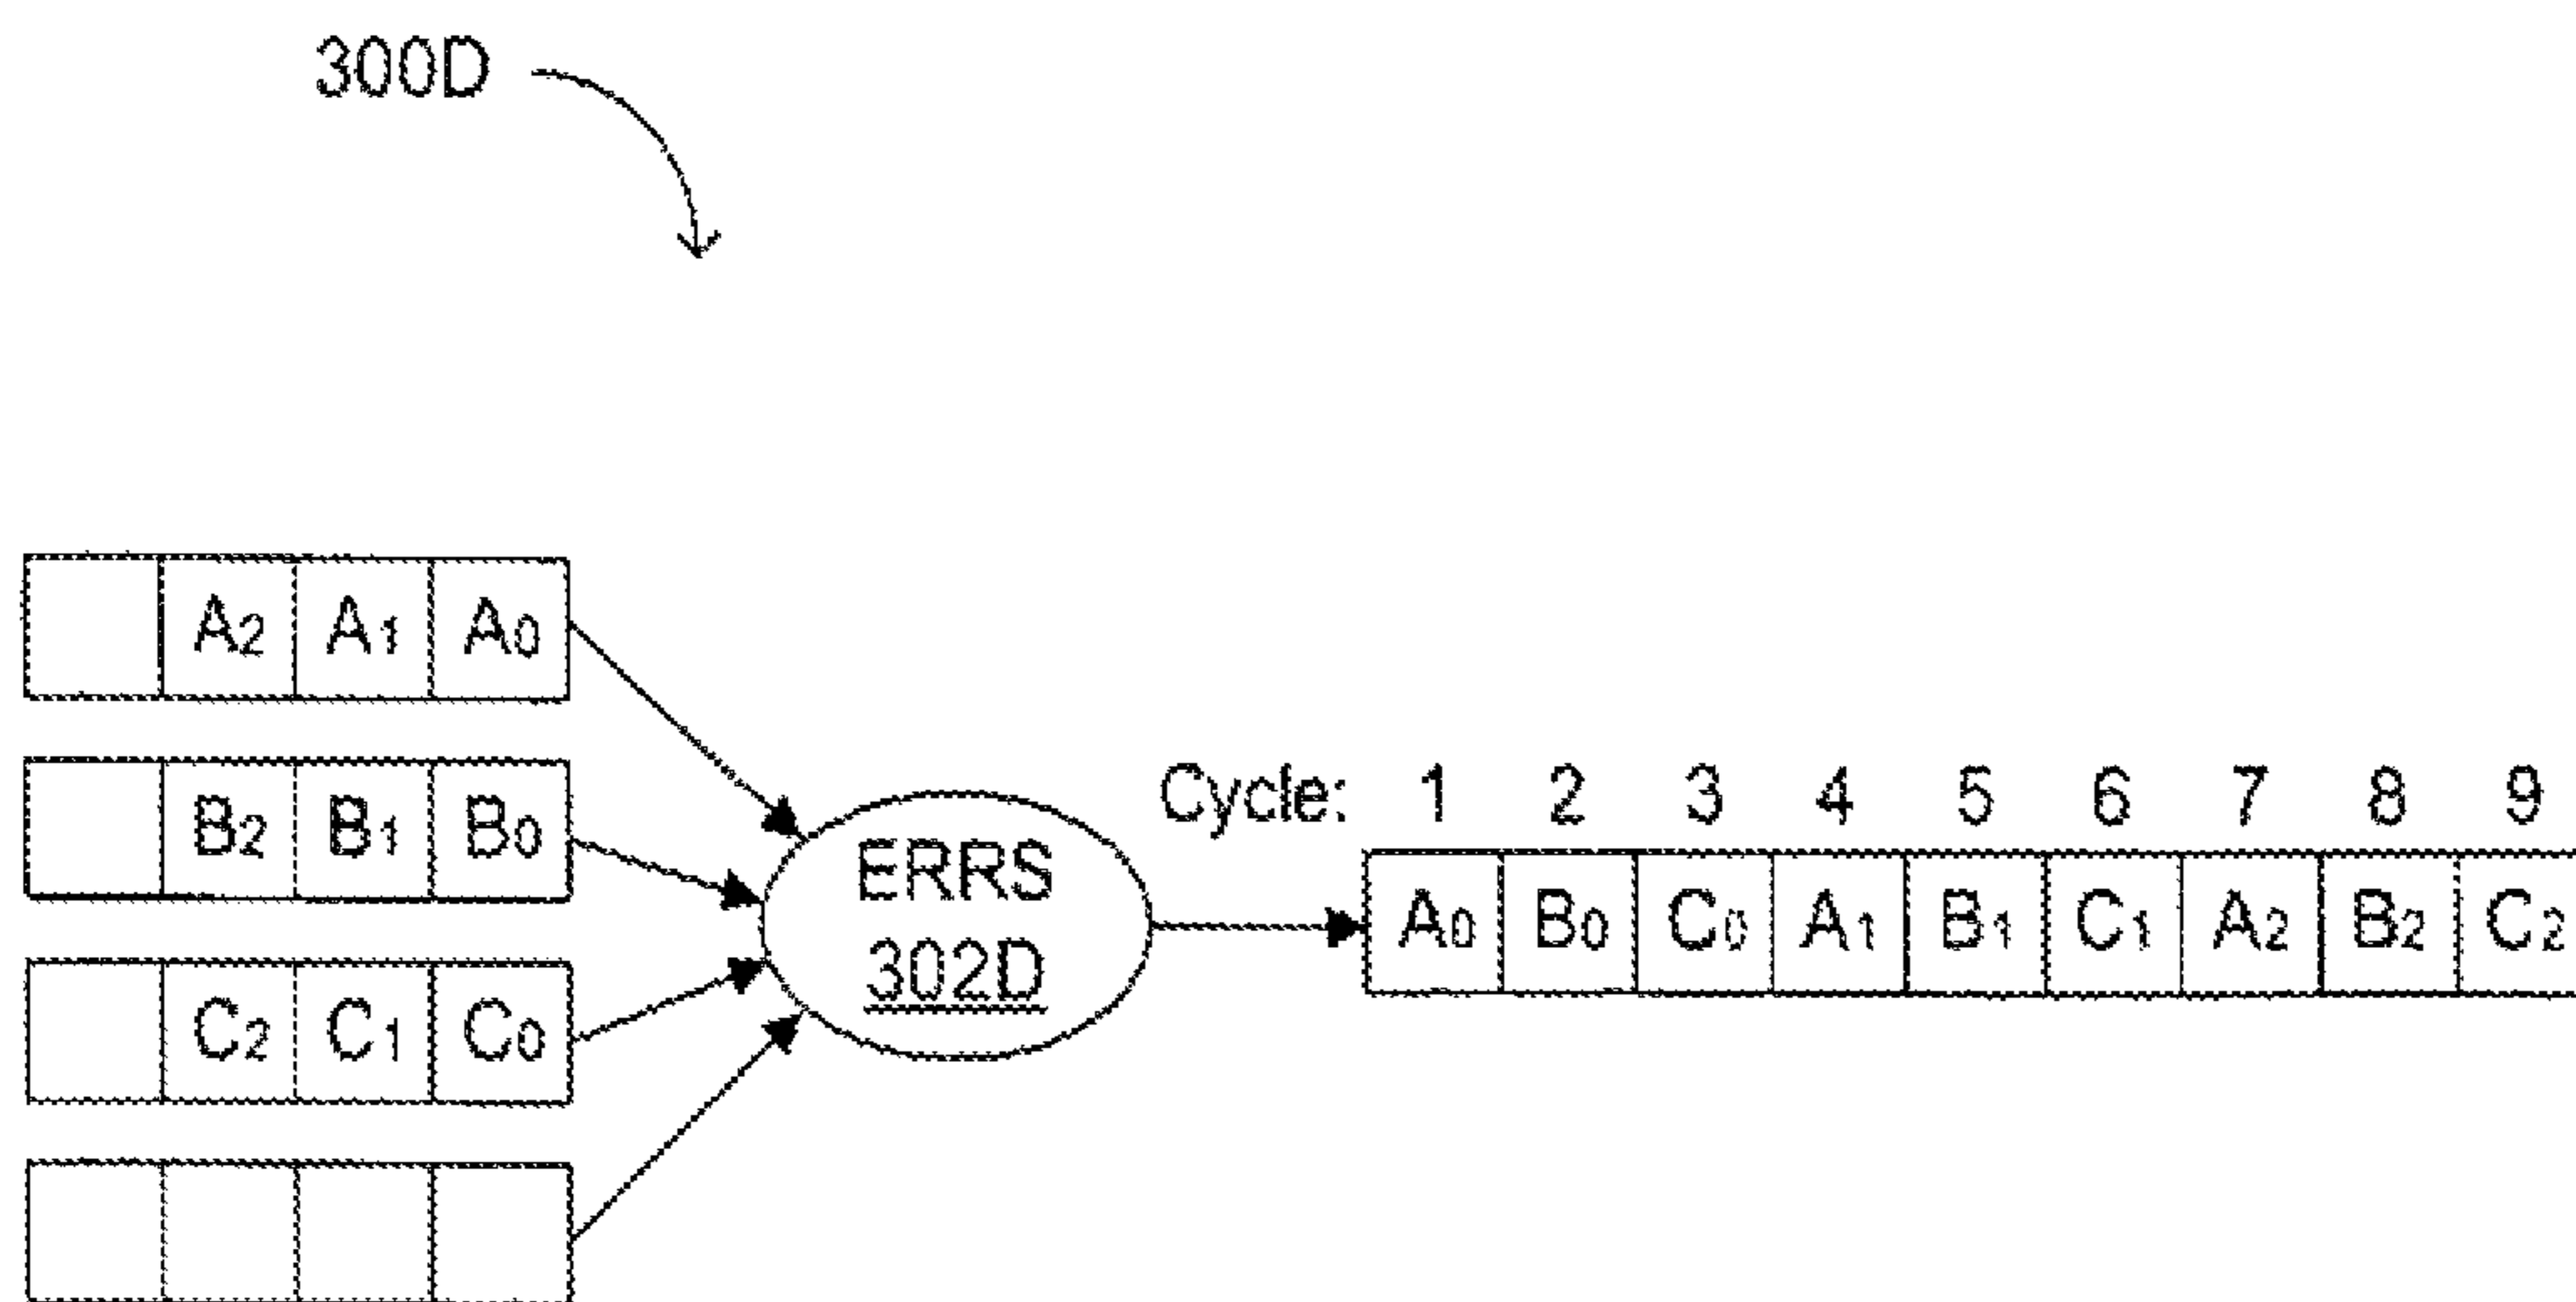 300D
A2 A1 A0
B2 B1 B0
C2 C1 C0
ERRS
302D
Cycle: 1 2 3 4 5 6 7 8 9
A0 B0 C0 A1 B1 C1 A2 B2 C2